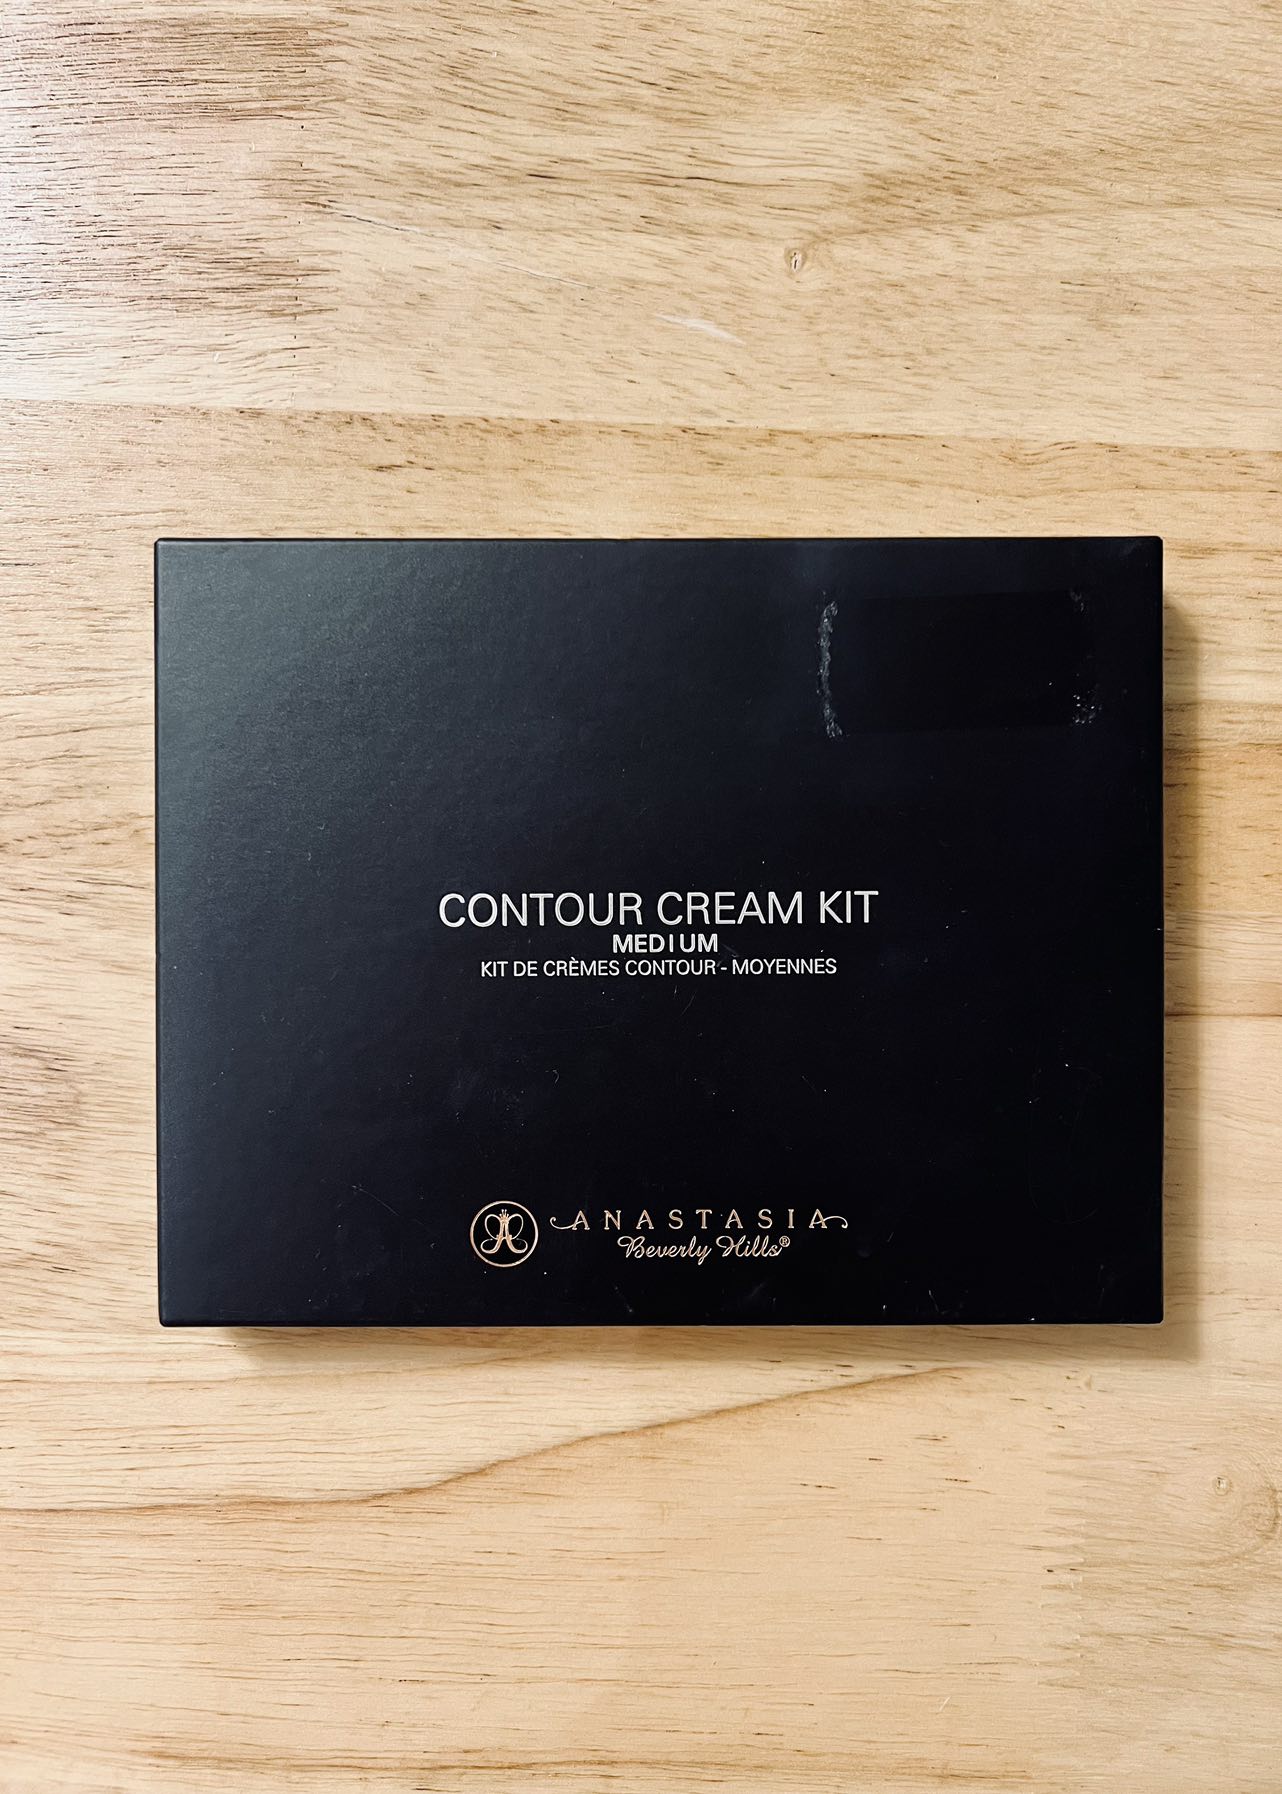 CONTOUR CREAM KIT
MEDIUM
KIT DE CRÈMES CONTOUR - MOYENNES
ANASTASIA
Beverly Hills®